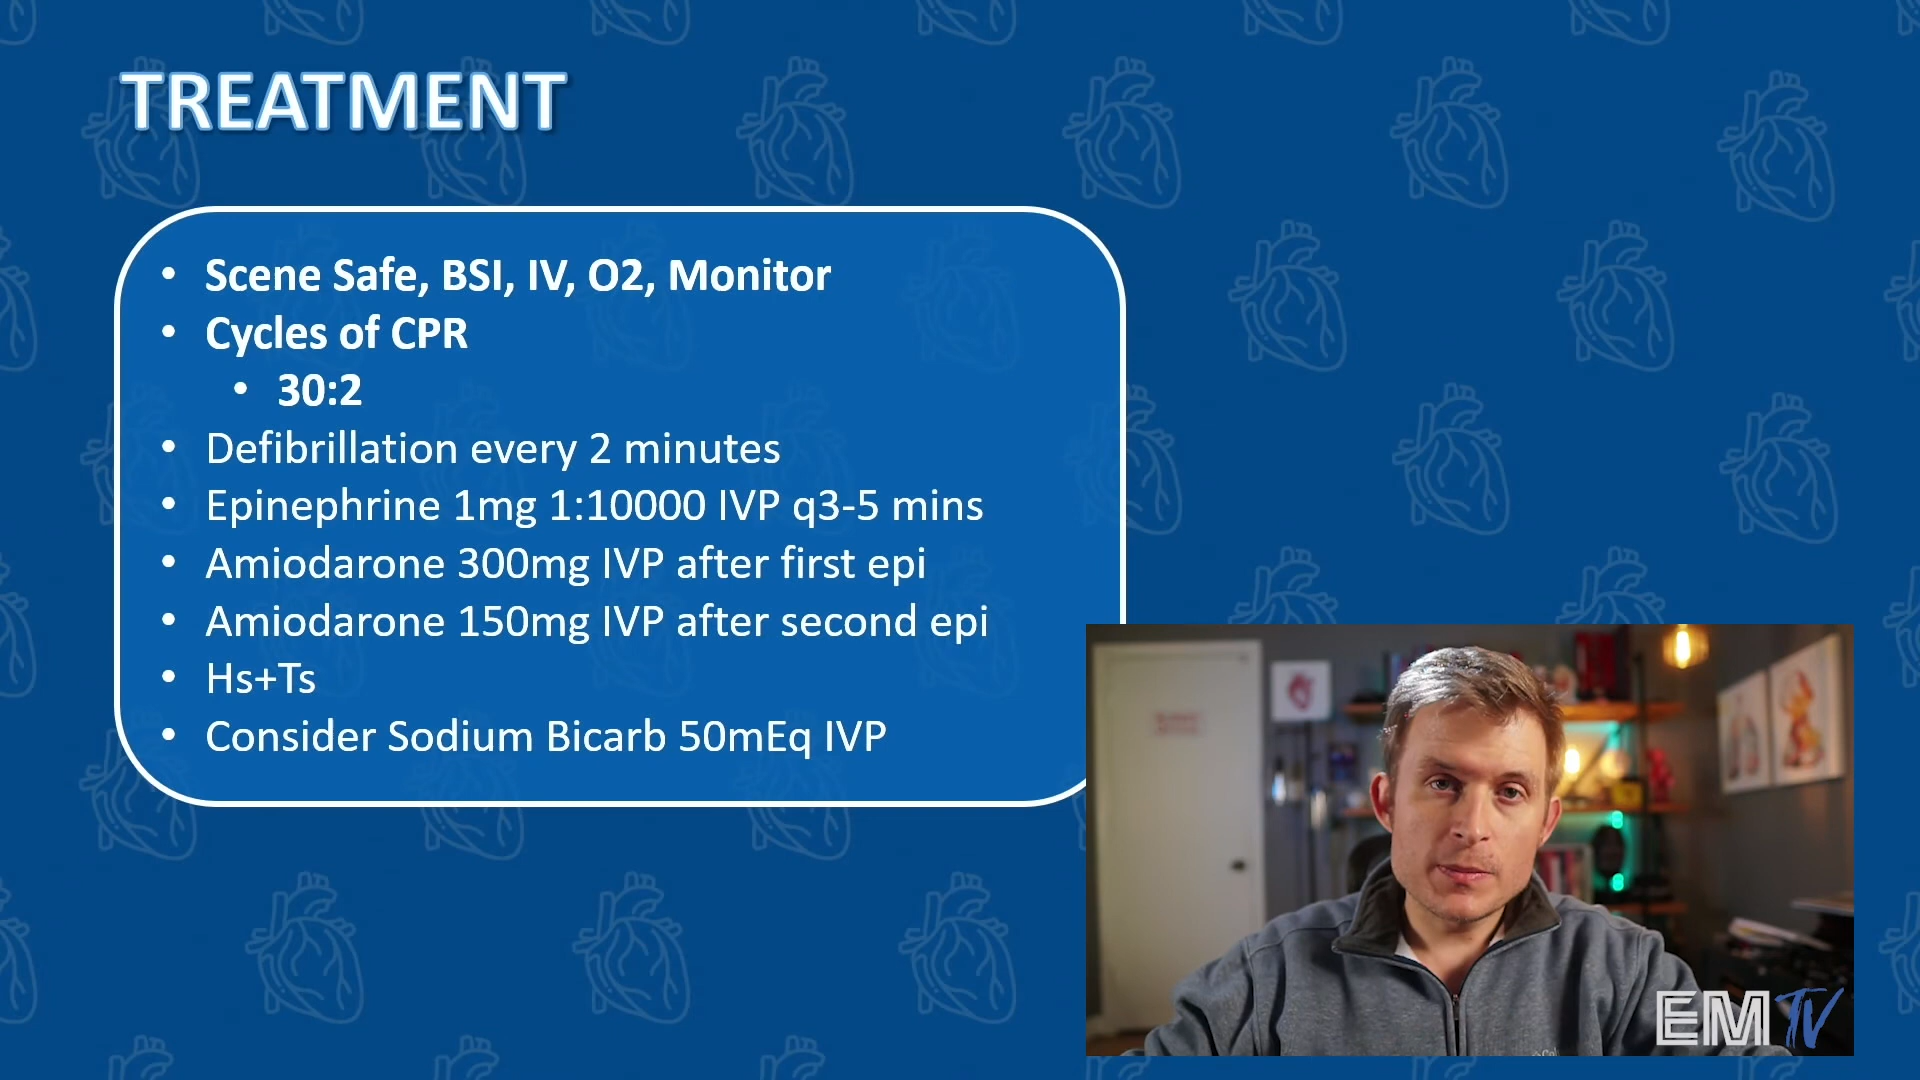 TREATMENT
• Scene Safe, BSI, IV, O2, Monitor
• Cycles of CPR
• 30:2
• Defibrillation every 2 minutes
• Epinephrine 1mg 1:10000 IVP q3-5 mins
• Amiodarone 300mg IVP after first epi
• Amiodarone 150mg IVP after second epi
• Hs+Ts
• Consider Sodium Bicarb 50mEq IVP
EMTV